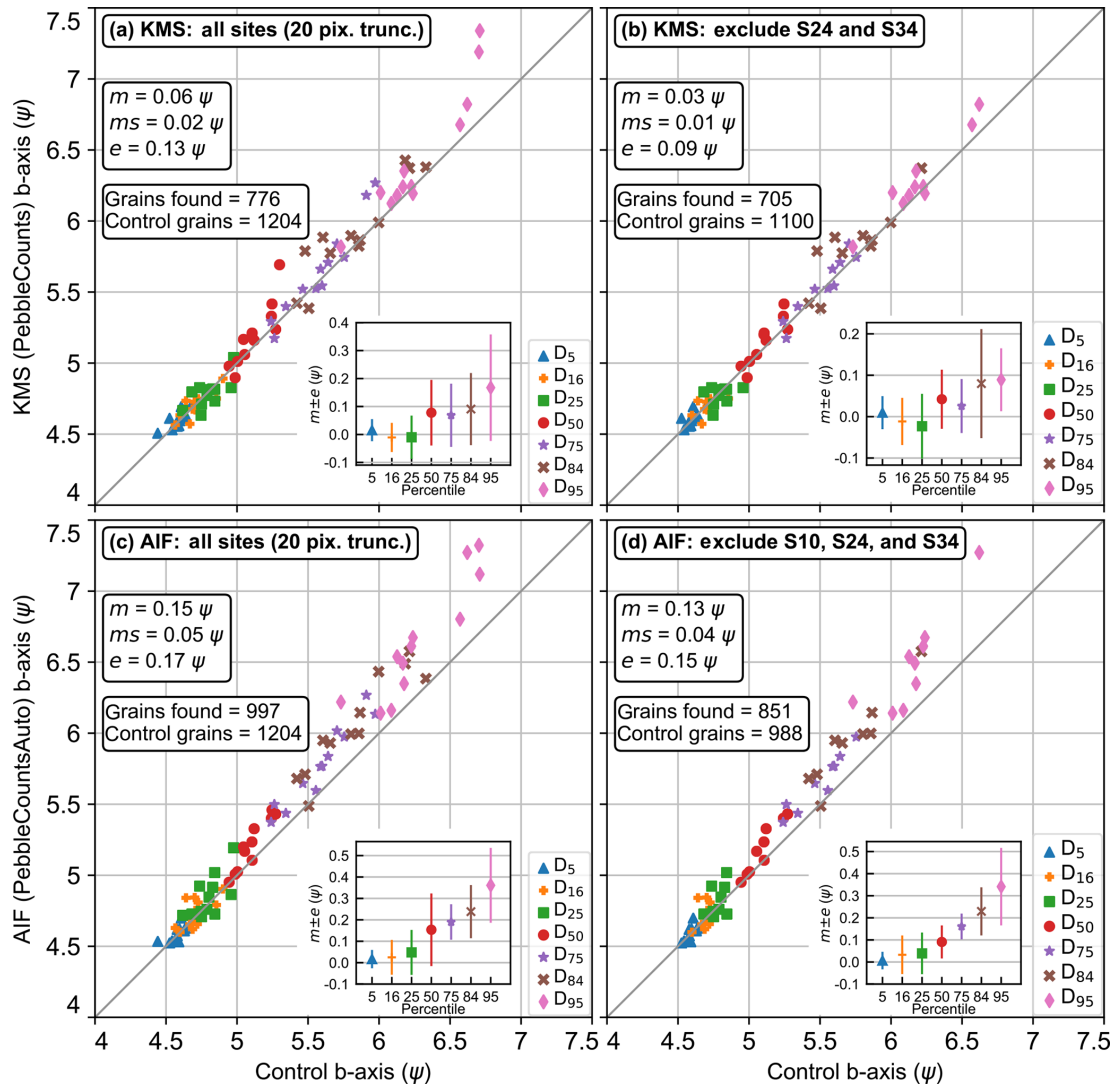 (a) KMS: all sites (20 pix. trunc.)
m = 0.06 ψ
ms = 0.02 ψ
e = 0.13 ψ
Grains found = 776
Control grains = 1204
KMS (PebbleCounts) b-axis (ψ)
7.5
7
6.5
6
5.5
5
4.5
4
0.4
0.3
0.2
0.1
0.0
-0.1
m±e (ψ)
5 16 25 50 75 84 95
Percentile
D5
D16
D25
D50
D75
D84
D95
(b) KMS: exclude S24 and S34
m = 0.03 ψ
ms = 0.01 ψ
e = 0.09 ψ
Grains found = 705
Control grains = 1100
0.2
0.1
0.0
-0.1
m±e (ψ)
5 16 25 50 75 84 95
Percentile
D5
D16
D25
D50
D75
D84
D95
(c) AIF: all sites (20 pix. trunc.)
m = 0.15 ψ
ms = 0.05 ψ
e = 0.17 ψ
Grains found = 997
Control grains = 1204
AIF (PebbleCountsAuto) b-axis (ψ)
7.5
7
6.5
6
5.5
5
4.5
4
0.5
0.4
0.3
0.2
0.1
0.0
-0.1
m±e (ψ)
5 16 25 50 75 84 95
Percentile
D5
D16
D25
D50
D75
D84
D95
4 4.5 5 5.5 6 6.5 7 7.5
Control b-axis (ψ)
(d) AIF: exclude S10, S24, and S34
m = 0.13 ψ
ms = 0.04 ψ
e = 0.15 ψ
Grains found = 851
Control grains = 988
0.5
0.4
0.3
0.2
0.1
0.0
-0.1
m±e (ψ)
5 16 25 50 75 84 95
Percentile
D5
D16
D25
D50
D75
D84
D95
4 4.5 5 5.5 6 6.5 7 7.5
Control b-axis (ψ)